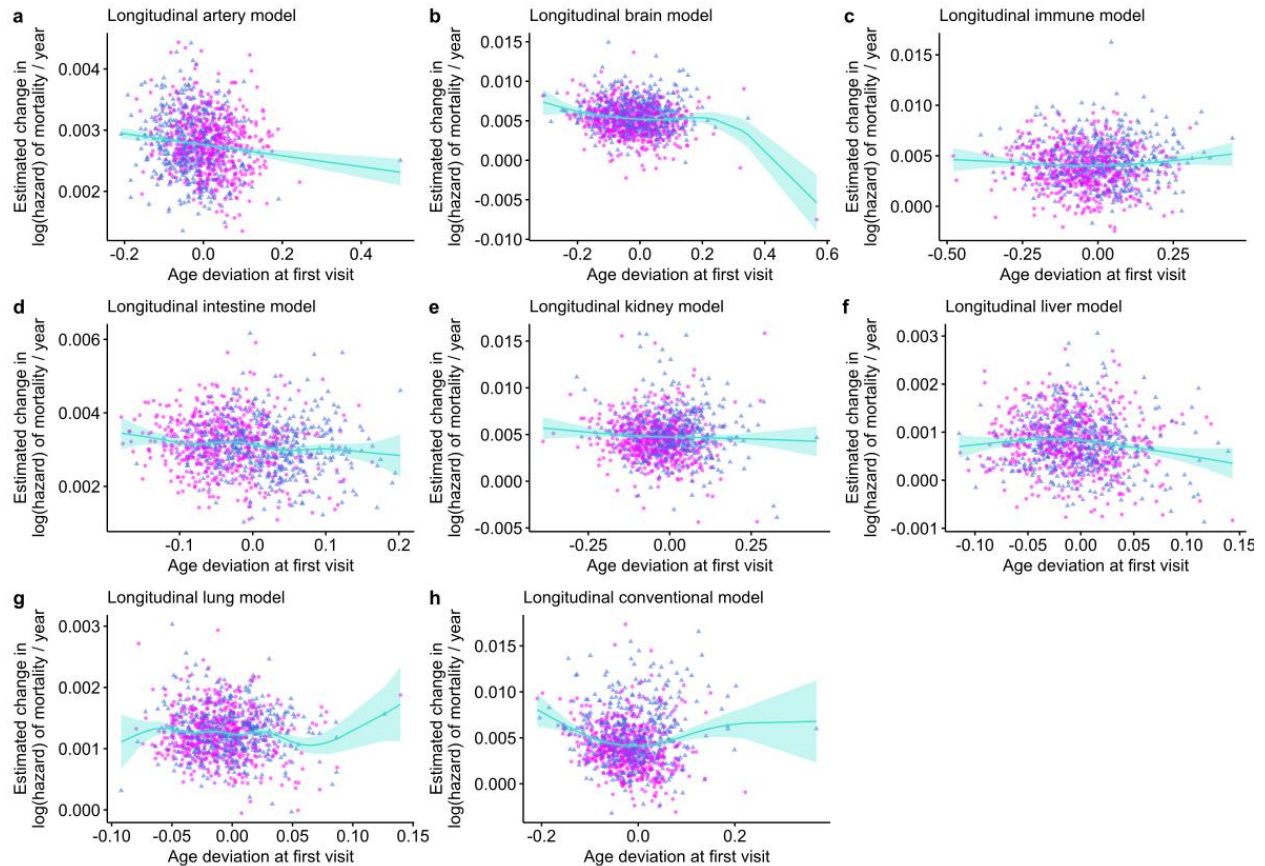 a Longitudinal artery model
Estimated change in
log(hazard) of mortality / year
0.004
0.003
0.002
-0.2 0.0 0.2 0.4
Age deviation at first visit
b Longitudinal brain model
Estimated change in
log(hazard) of mortality / year
0.015
0.010
0.005
0.000
-0.005
-0.010
-0.2 0.0 0.2 0.4 0.6
Age deviation at first visit
c Longitudinal immune model
Estimated change in
log(hazard) of mortality / year
0.015
0.010
0.005
0.000
-0.50 -0.25 0.00 0.25
Age deviation at first visit
d Longitudinal intestine model
Estimated change in
log(hazard) of mortality / year
0.006
0.004
0.002
-0.1 0.0 0.1 0.2
Age deviation at first visit
e Longitudinal kidney model
Estimated change in
log(hazard) of mortality / year
0.015
0.010
0.005
0.000
-0.005
-0.25 0.00 0.25
Age deviation at first visit
f Longitudinal liver model
Estimated change in
log(hazard) of mortality / year
0.003
0.002
0.001
0.000
-0.001
-0.10 -0.05 0.00 0.05 0.10 0.15
Age deviation at first visit
g Longitudinal lung model
Estimated change in
log(hazard) of mortality / year
0.003
0.002
0.001
0.000
-0.10 -0.05 0.00 0.05 0.10 0.15
Age deviation at first visit
h Longitudinal conventional model
Estimated change in
log(hazard) of mortality / year
0.015
0.010
0.005
0.000
-0.2 0.0 0.2
Age deviation at first visit